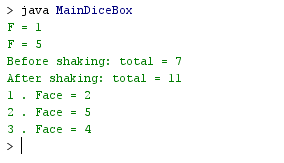 > java MainDiceBox
F = 1
F = 5
Before shaking: total = 7
After shaking: total = 11
1 . Face = 2
2 . Face = 5
3 . Face = 4
>